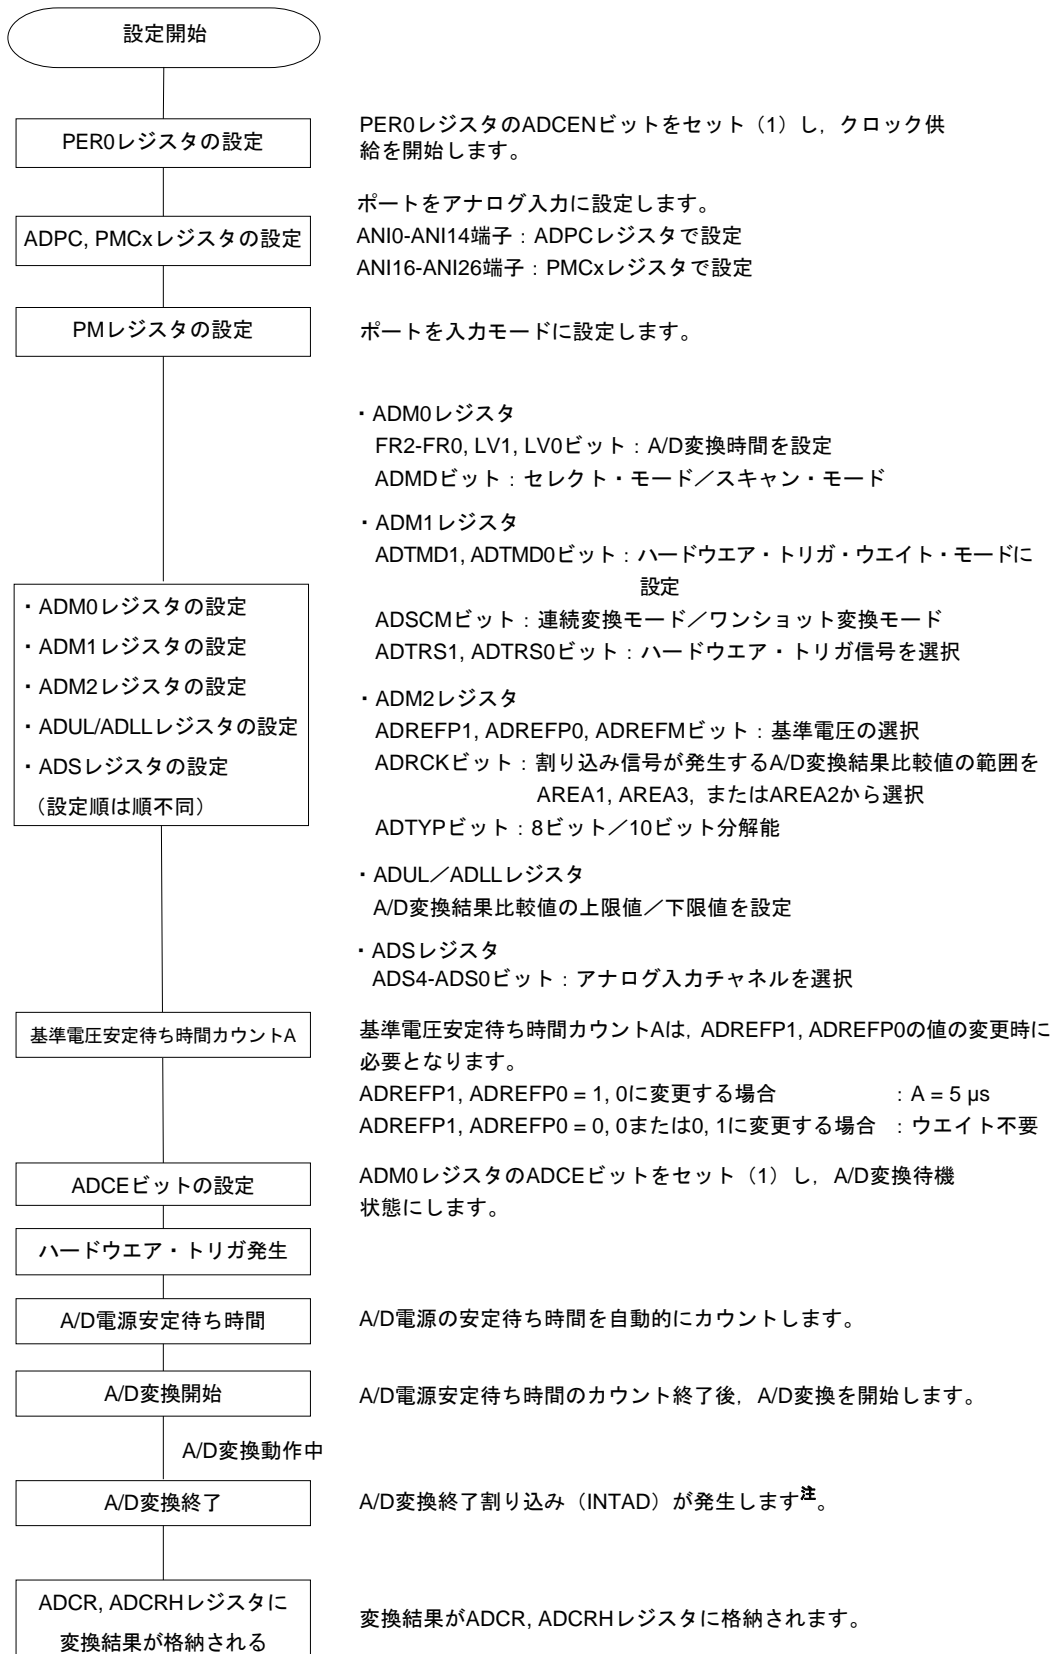 設定開始
PER0レジスタの設定
PER0レジスタのADCENビットをセット（1）し，クロック供
給を開始します。
ADPC, PMCxレジスタの設定
ポートをアナログ入力に設定します。
ANI0-ANI14端子：ADPCレジスタで設定
ANI16-ANI26端子：PMCxレジスタで設定
PMレジスタの設定
ポートを入力モードに設定します。
・ADM0レジスタの設定
・ADM1レジスタの設定
・ADM2レジスタの設定
・ADUL/ADLLレジスタの設定
・ADSレジスタの設定
（設定順は順不同）
・ADM0レジスタ
FR2-FR0, LV1, LV0ビット：A/D変換時間を設定
ADMDビット：セレクト・モード／スキャン・モード
・ADM1レジスタ
ADTMD1, ADTMD0ビット：ハードウエア・トリガ・ウエイト・モードに
設定
ADSCMビット：連続変換モード／ワンショット変換モード
ADTRS1, ADTRS0ビット：ハードウエア・トリガ信号を選択
・ADM2レジスタ
ADREFP1, ADREFP0, ADREFMビット：基準電圧の選択
ADRCKビット：割り込み信号が発生するA/D変換結果比較値の範囲を
AREA1, AREA3, またはAREA2から選択
ADTYPビット：8ビット／10ビット分解能
・ADUL／ADLLレジスタ
A/D変換結果比較値の上限値／下限値を設定
・ADSレジスタ
ADS4-ADS0ビット：アナログ入力チャネルを選択
基準電圧安定待ち時間カウントA
基準電圧安定待ち時間カウントAは, ADREFP1, ADREFP0の値の変更時に
必要となります。
ADREFP1, ADREFP0 = 1, 0に変更する場合 ：A = 5 µs
ADREFP1, ADREFP0 = 0, 0または0, 1に変更する場合 ：ウエイト不要
ADCEビットの設定
ADM0レジスタのADCEビットをセット（1）し，A/D変換待機
状態にします。
ハードウエア・トリガ発生
A/D電源安定待ち時間
A/D電源の安定待ち時間を自動的にカウントします。
A/D変換開始
A/D電源安定待ち時間のカウント終了後，A/D変換を開始します。
A/D変換動作中
A/D変換終了
A/D変換終了割り込み（INTAD）が発生します注。
ADCR, ADCRHレジスタに
変換結果が格納される
変換結果がADCR, ADCRHレジスタに格納されます。